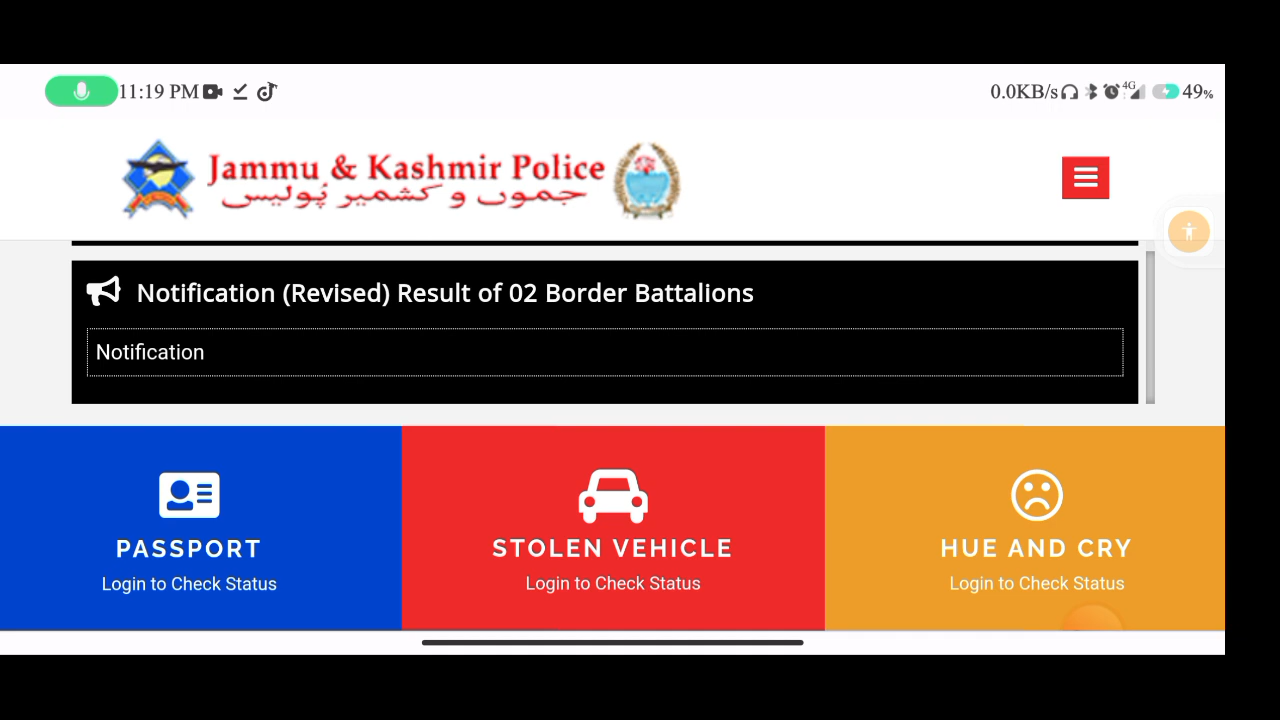 11:19 PM
0.0KB/s 4G 49%
Jammu & Kashmir Police
جموں و کشمیر پُولیس
Notification (Revised) Result of 02 Border Battalions
Notification
PASSPORT
Login to Check Status
STOLEN VEHICLE
Login to Check Status
HUE AND CRY
Login to Check Status